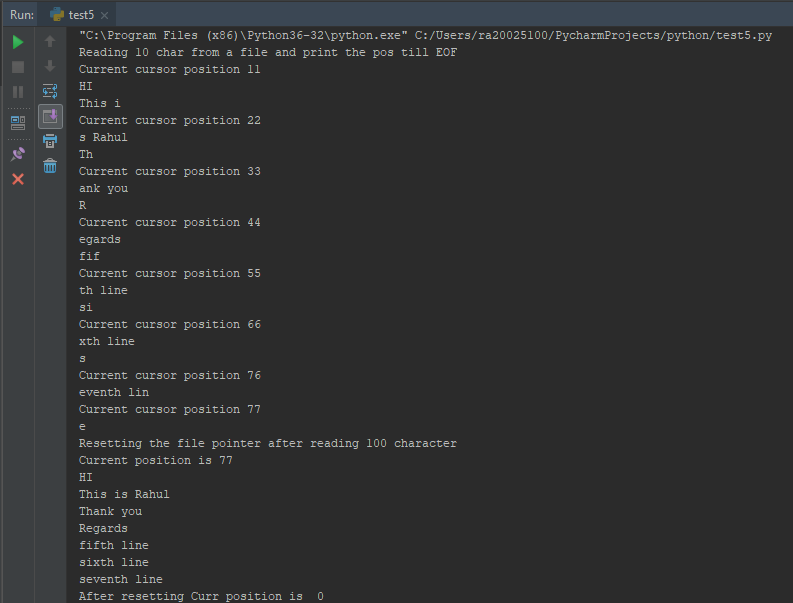 Run: test5
"C:\Program Files (x86)\Python36-32\python.exe" C:/Users/ra20025100/PycharmProjects/python/test5.py
Reading 10 char from a file and print the pos till EOF
Current cursor position 11
HI
This i
Current cursor position 22
s Rahul
Th
Current cursor position 33
ank you
R
Current cursor position 44
egards
fif
Current cursor position 55
th line
si
Current cursor position 66
xth line
s
Current cursor position 76
eventh lin
Current cursor position 77
e
Resetting the file pointer after reading 100 character
Current position is 77
HI
This is Rahul
Thank you
Regards
fifth line
sixth line
seventh line
After resetting Curr position is  0